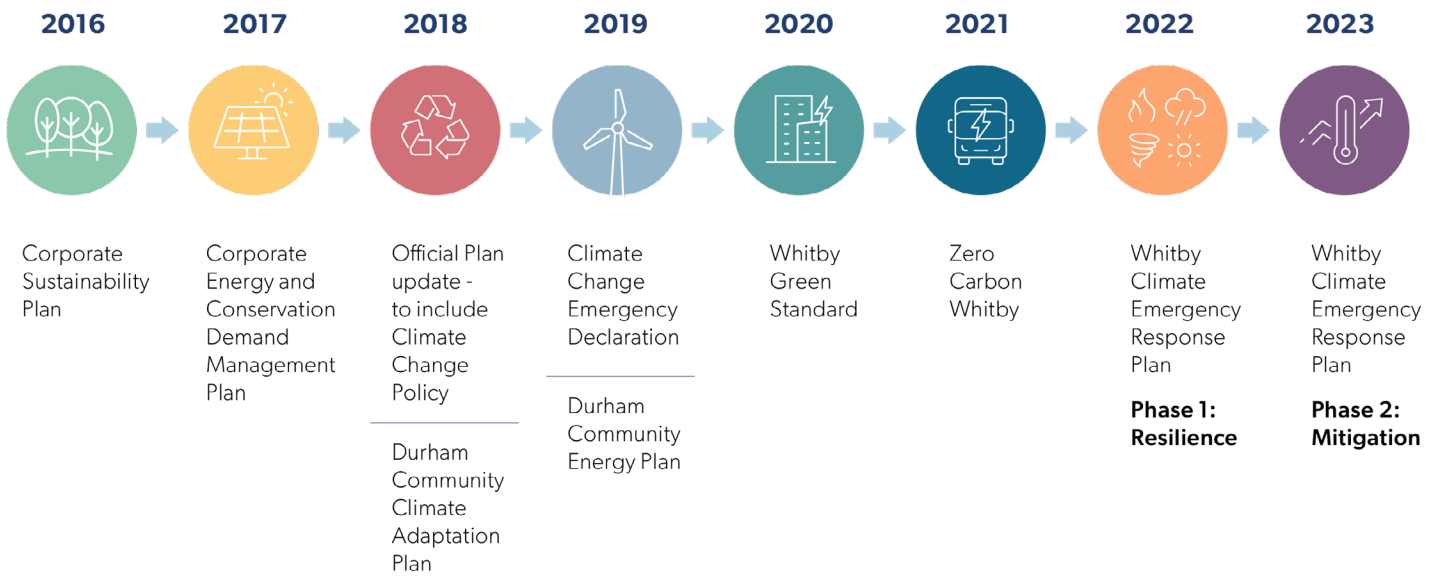 2016
Corporate
Sustainability
Plan
2017
Corporate
Energy and
Conservation
Demand
Management
Plan
2018
Official Plan
update -
to include
Climate
Change
Policy
Durham
Community
Climate
Adaptation
Plan
2019
Climate
Change
Emergency
Declaration
Durham
Community
Energy Plan
2020
Whitby
Green
Standard
2021
Zero
Carbon
Whitby
2022
Whitby
Climate
Emergency
Response
Plan
Phase 1:
Resilience
2023
Whitby
Climate
Emergency
Response
Plan
Phase 2:
Mitigation